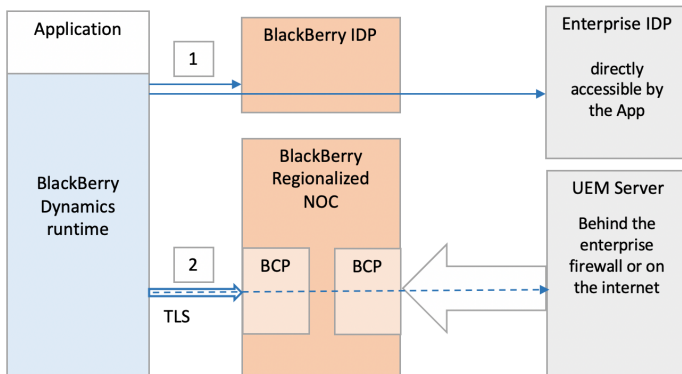 Application
BlackBerry
Dynamics
runtime
1
BlackBerry IDP
Enterprise IDP
directly
accessible by
the App
BlackBerry
Regionalized
NOC
2
TLS
BCP
BCP
UEM Server
Behind the
enterprise
firewall or on
the internet